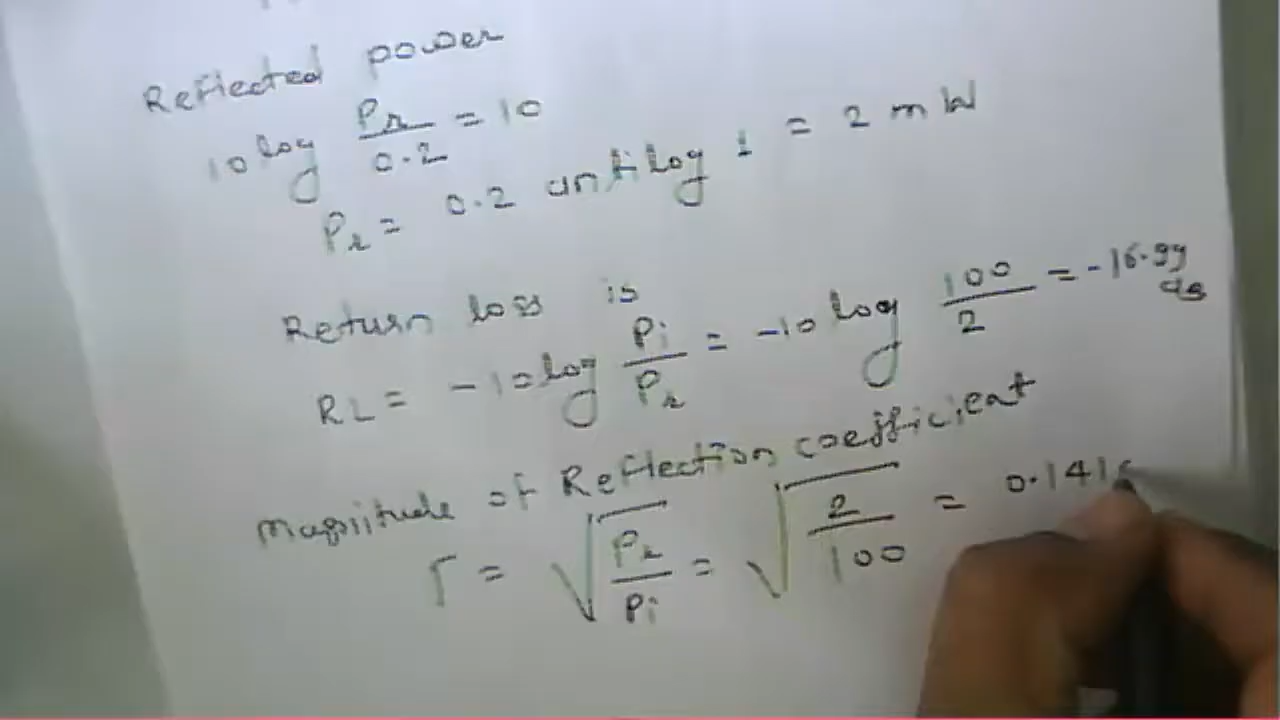 Reflected power
10 log Pr/0.2 = 10
Pr = 0.2 antilog 1 = 2 mW
Return loss is
RL = -10 log Pi/Pr = -10 log 100/2 = -16.99 dB
Magniitude of Reflection coefficient
Γ = √Pr/Pi = √2/100 = 0.141